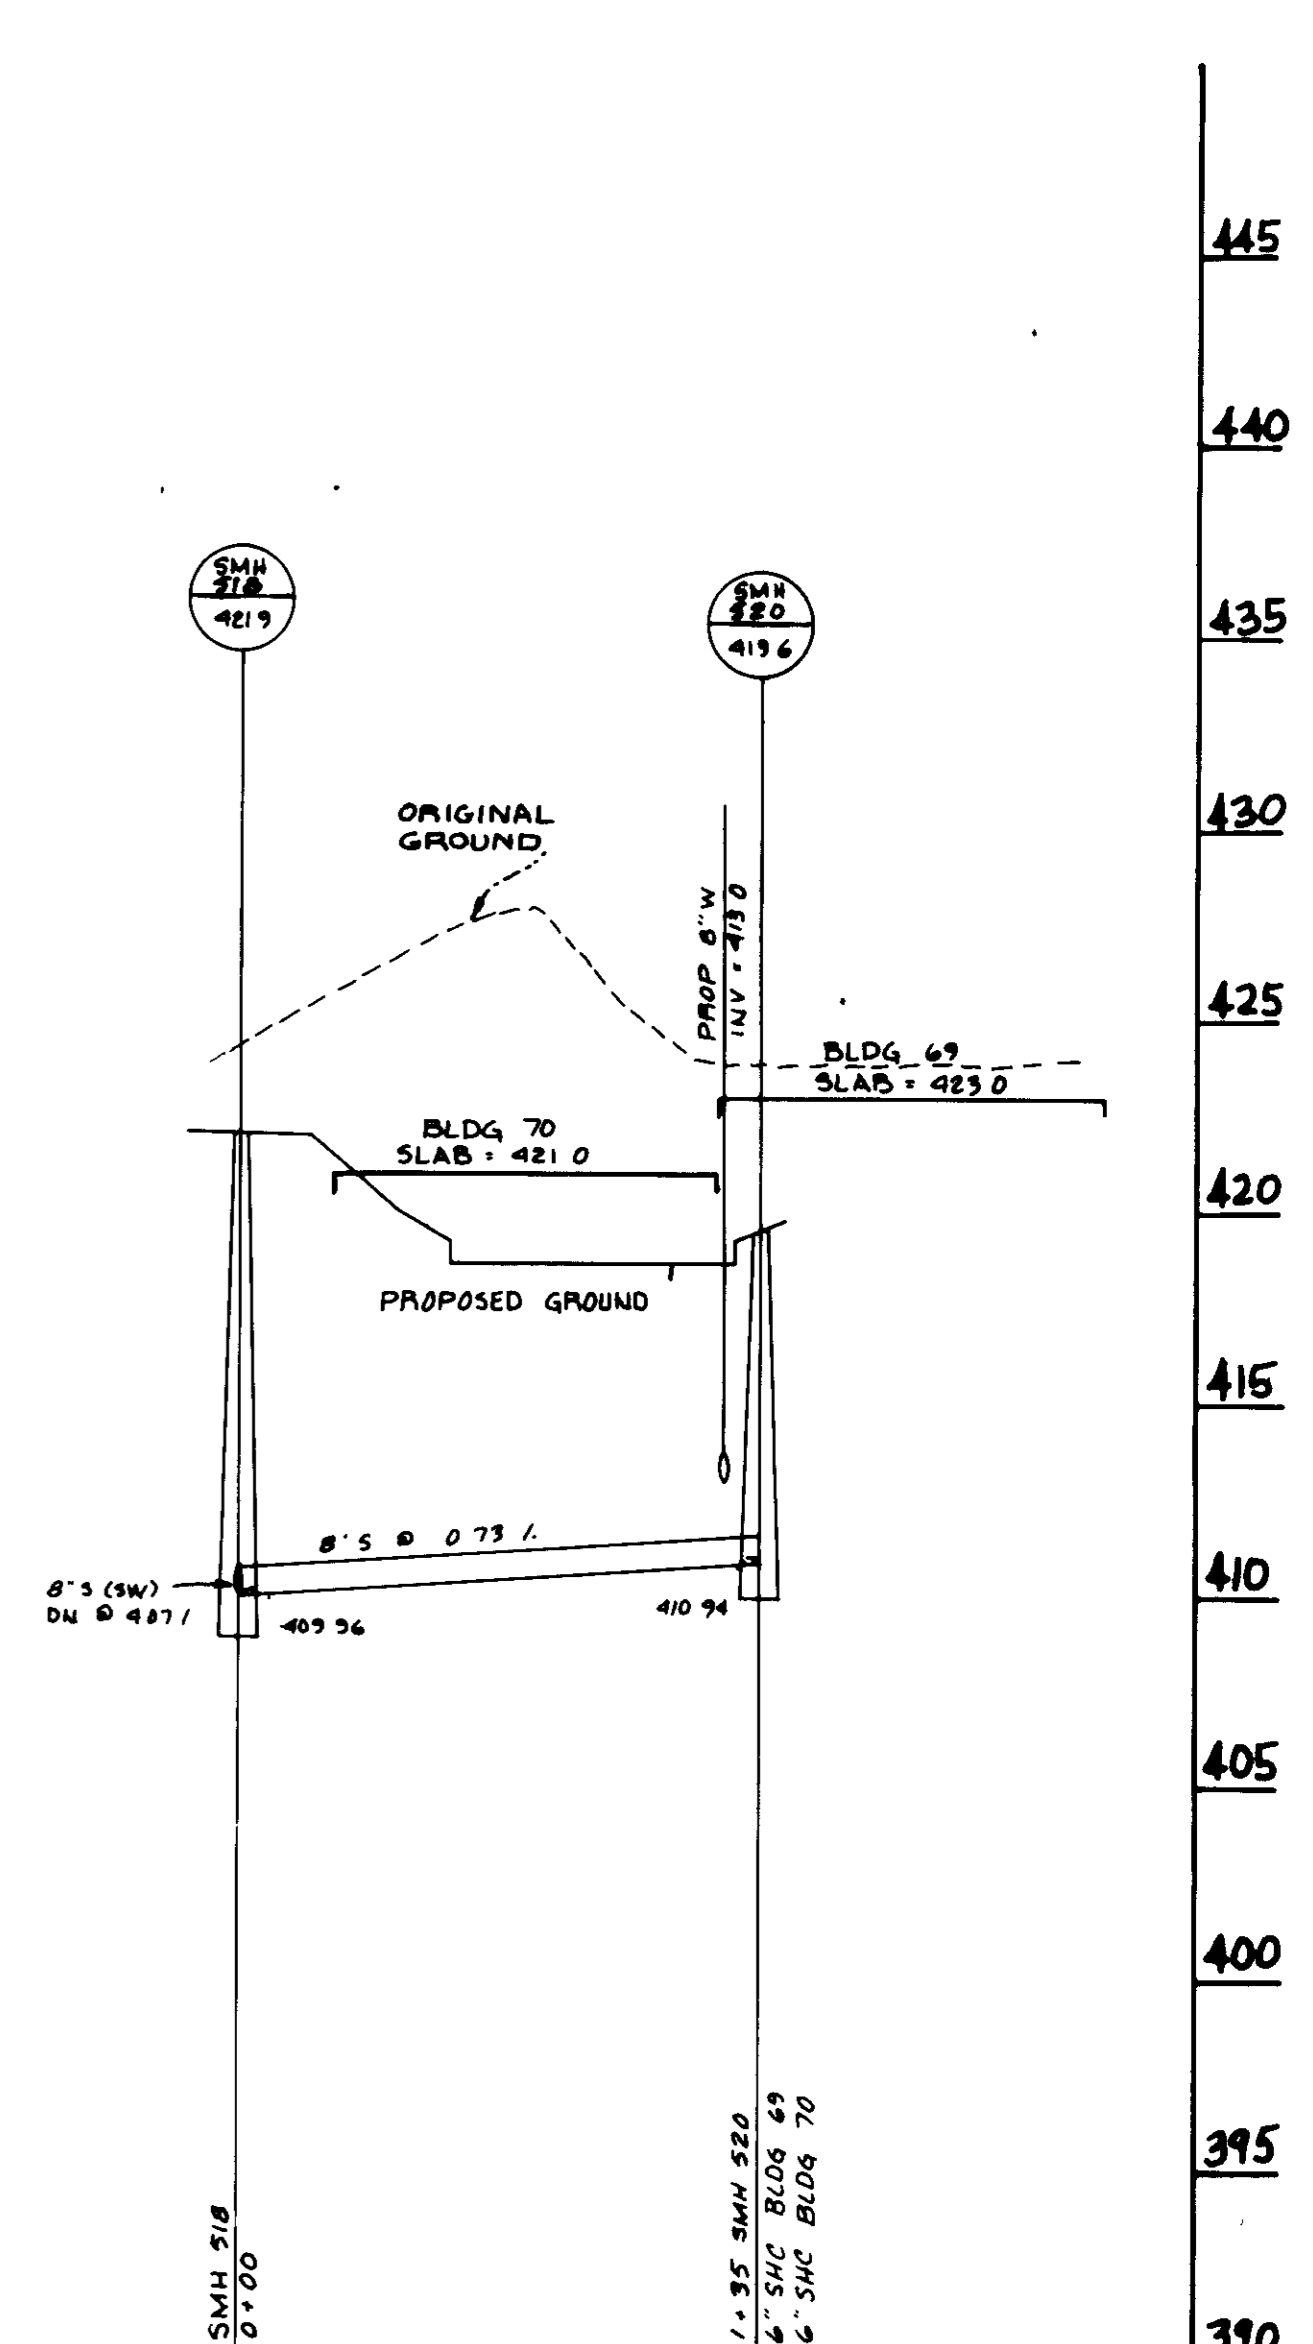 445
440
SMH
518
421 9
SMH
520
419 6
435
ORIGINAL
GROUND
430
PROP 8" W
INV = 413 0
425
BLDG 69
SLAB = 423 0
BLDG 70
SLAB = 421 0
420
PROPOSED GROUND
415
8" S @ 0 73 %
8" S (SW)
DN @ 407 1
409 96
410 94
410
405
400
395
SMH 518
0+00
1+35 SMH 520
6" SHC BLDG 69
6" SHC BLDG 70
390